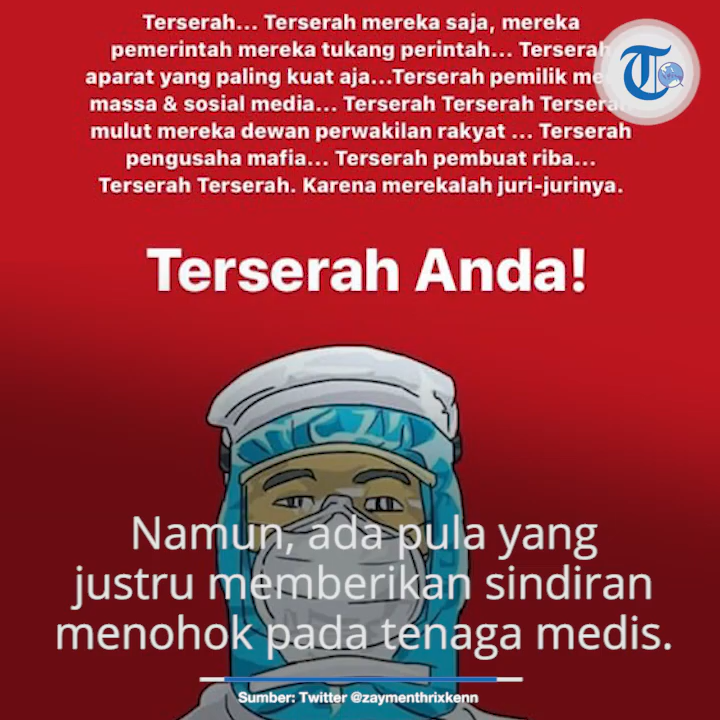 Terserah... Terserah mereka saja, mereka
pemerintah mereka tukang perintah... Terserah
aparat yang paling kuat aja...Terserah pemilik
massa & sosial media... Terserah Terserah Terserah
mulut mereka dewan perwakilan rakyat ... Terserah
pengusaha mafia... Terserah pembuat riba...
Terserah Terserah. Karena merekalah juri-jurinya.
Terserah Anda!
T
Namun, ada pula yang
justru memberikan sindiran
menohok pada tenaga medis.
Sumber: Twitter @zaymenthrixkenn